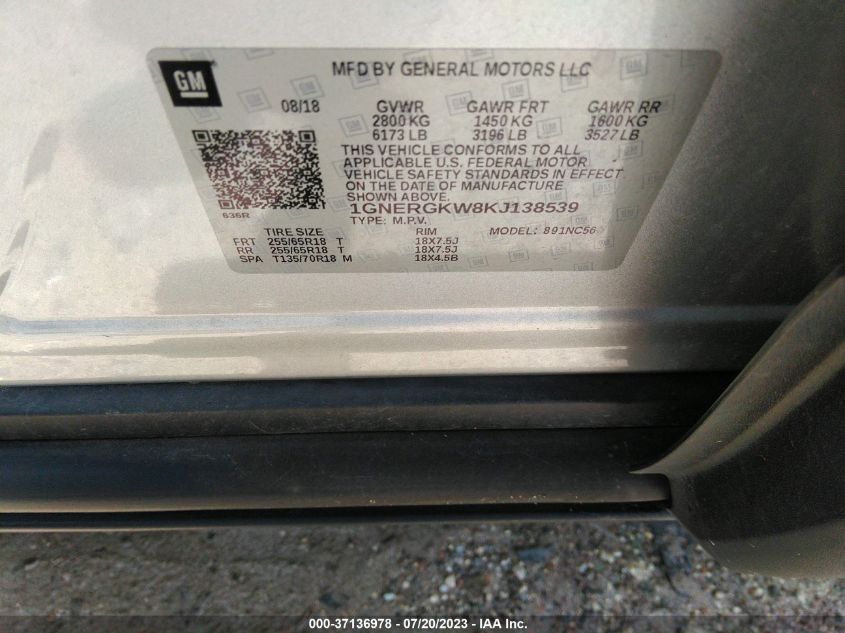 GM
MFD BY GENERAL MOTORS LLC
08/18 GVWR GAWR FRT GAWR RR
2800 KG 1450 KG 1600 KG
6173 LB 3196 LB 3527 LB
THIS VEHICLE CONFORMS TO ALL
APPLICABLE U.S. FEDERAL MOTOR
VEHICLE SAFETY STANDARDS IN EFFECT
ON THE DATE OF MANUFACTURE
SHOWN ABOVE.
636R
1GNERGKW8KJ138539
TYPE: M.P.V. MODEL: 891NC56
TIRE SIZE RIM
FRT 255/65R18 T 18X7.5J
RR 255/65R18 T 18X7.5J
SPA T135/70R18 M 18X4.5B
000-37136978 - 07/20/2023 - IAA Inc.